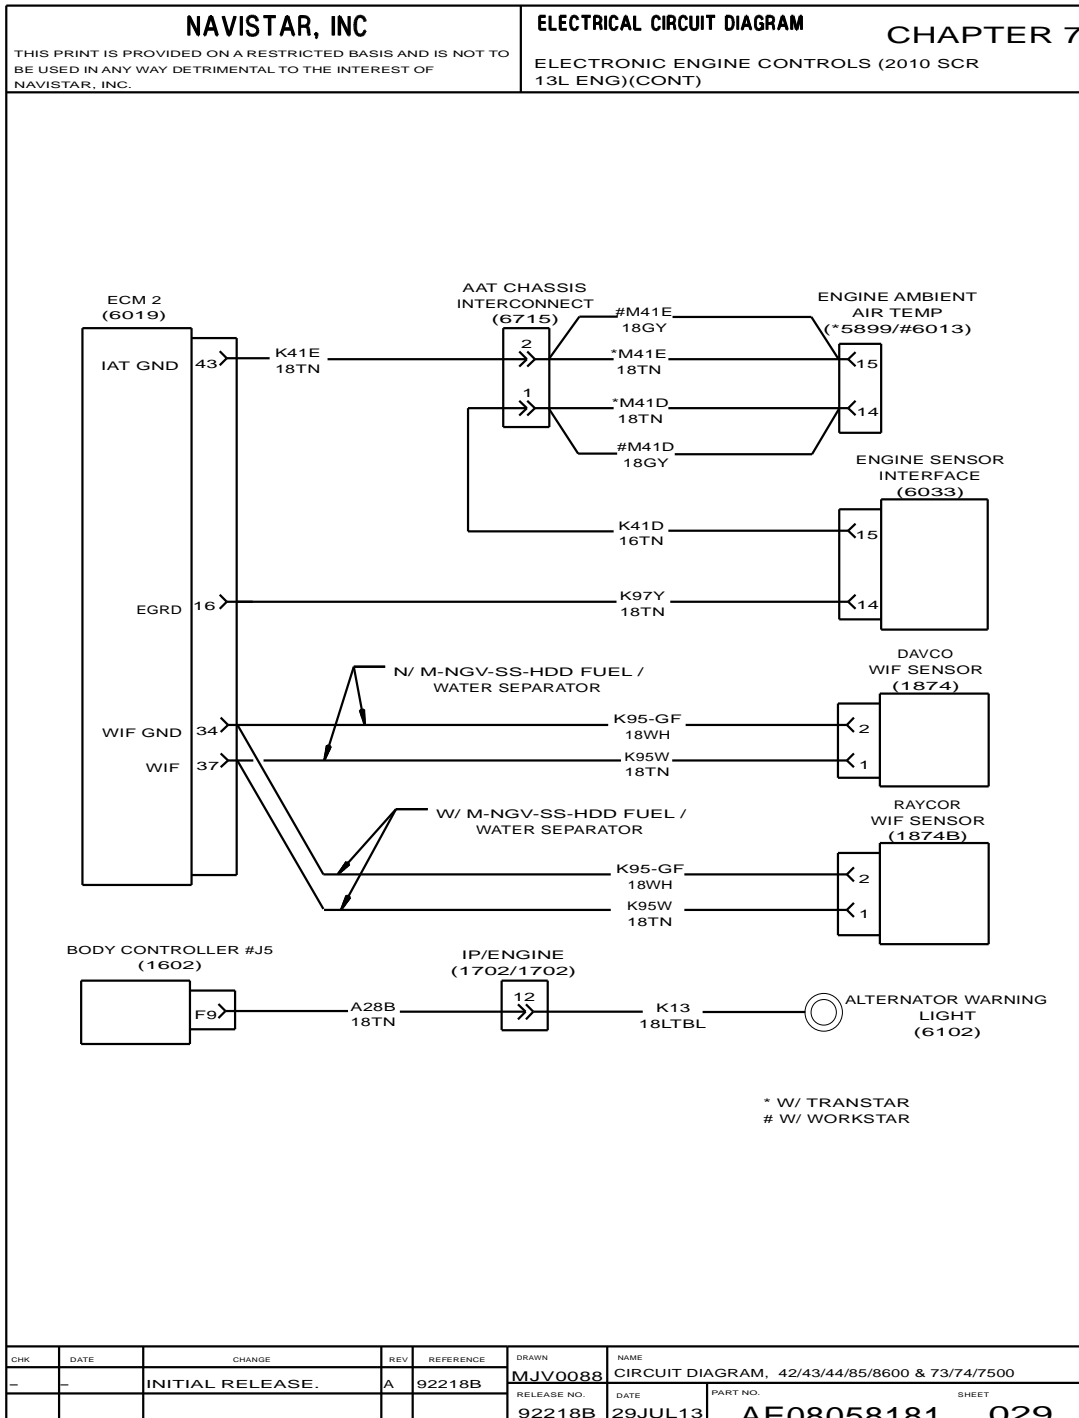 NAVISTAR, INC
THIS PRINT IS PROVIDED ON A RESTRICTED BASIS AND IS NOT TO
BE USED IN ANY WAY DETRIMENTAL TO THE INTEREST OF
NAVISTAR, INC.
ELECTRICAL CIRCUIT DIAGRAM
CHAPTER 7
ELECTRONIC ENGINE CONTROLS (2010 SCR
13L ENG)(CONT)
ECM 2
(6019)
AAT CHASSIS
INTERCONNECT
(6715)
ENGINE AMBIENT
AIR TEMP
(*5899/#6013)
IAT GND
43
K41E
18TN
2
#M41E
18GY
*M41E
18TN
15
1
*M41D
18TN
14
#M41D
18GY
ENGINE SENSOR
INTERFACE
(6033)
K41D
16TN
15
EGRD
16
K97Y
18TN
14
N/ M-NGV-SS-HDD FUEL /
WATER SEPARATOR
DAVCO
WIF SENSOR
(1874)
WIF GND
34
K95-GF
18WH
2
WIF
37
K95W
18TN
1
W/ M-NGV-SS-HDD FUEL /
WATER SEPARATOR
RAYCOR
WIF SENSOR
(1874B)
K95-GF
18WH
2
K95W
18TN
1
BODY CONTROLLER #J5
(1602)
F9
A28B
18TN
IP/ENGINE
(1702/1702)
12
K13
18LTBL
ALTERNATOR WARNING
LIGHT
(6102)
* W/ TRANSTAR
# W/ WORKSTAR
CHK
DATE
CHANGE
REV
REFERENCE
DRAWN
NAME
–
–
INITIAL RELEASE.
A
92218B
MJV0088
CIRCUIT DIAGRAM, 42/43/44/85/8600 & 73/74/7500
RELEASE NO.
DATE
PART NO.
SHEET
92218B
29JUL13
AE08058181
029